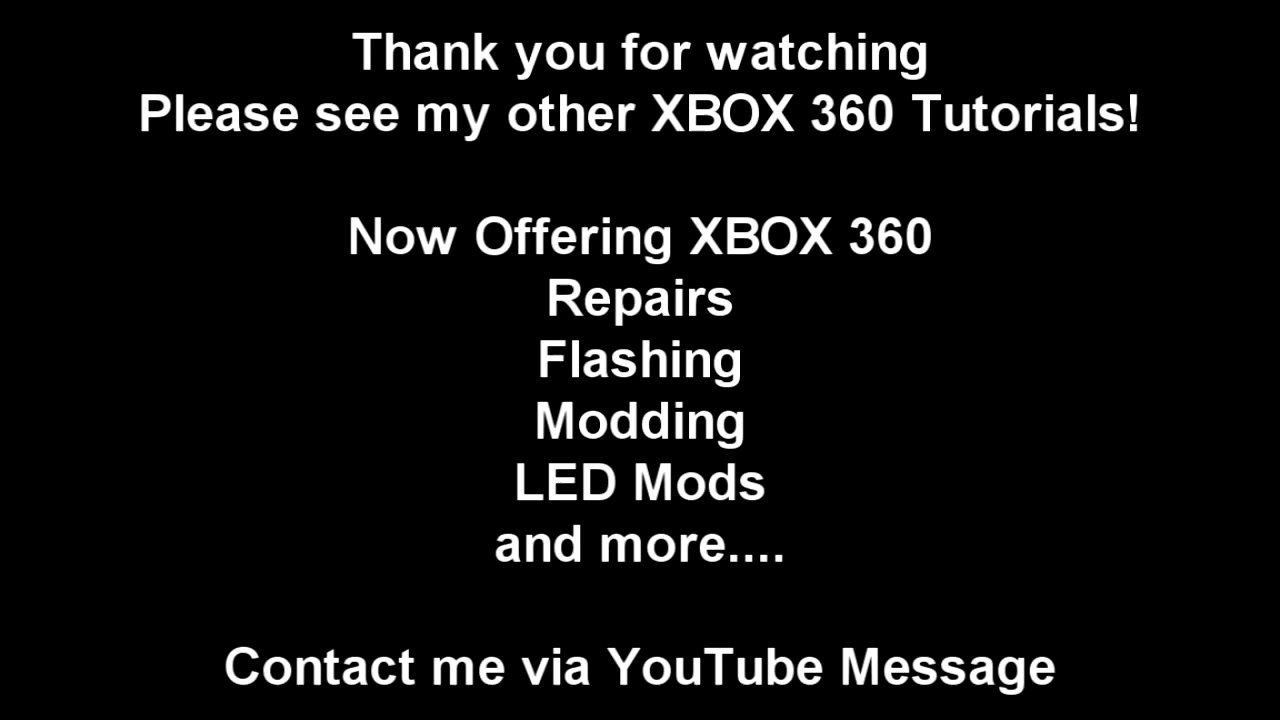 Thank you for watching
Please see my other XBOX 360 Tutorials!
Now Offering XBOX 360
Repairs
Flashing
Modding
LED Mods
and more....
Contact me via YouTube Message